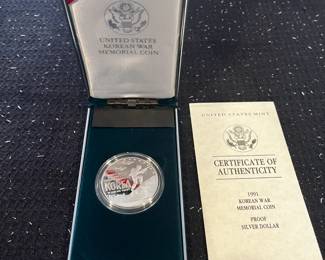 UNITED STATES
KOREAN WAR
MEMORIAL COIN
KOREA
UNITED STATES MINT
CERTIFICATE OF
AUTHENTICITY
1991
KOREAN WAR
MEMORIAL COIN
PROOF
SILVER DOLLAR